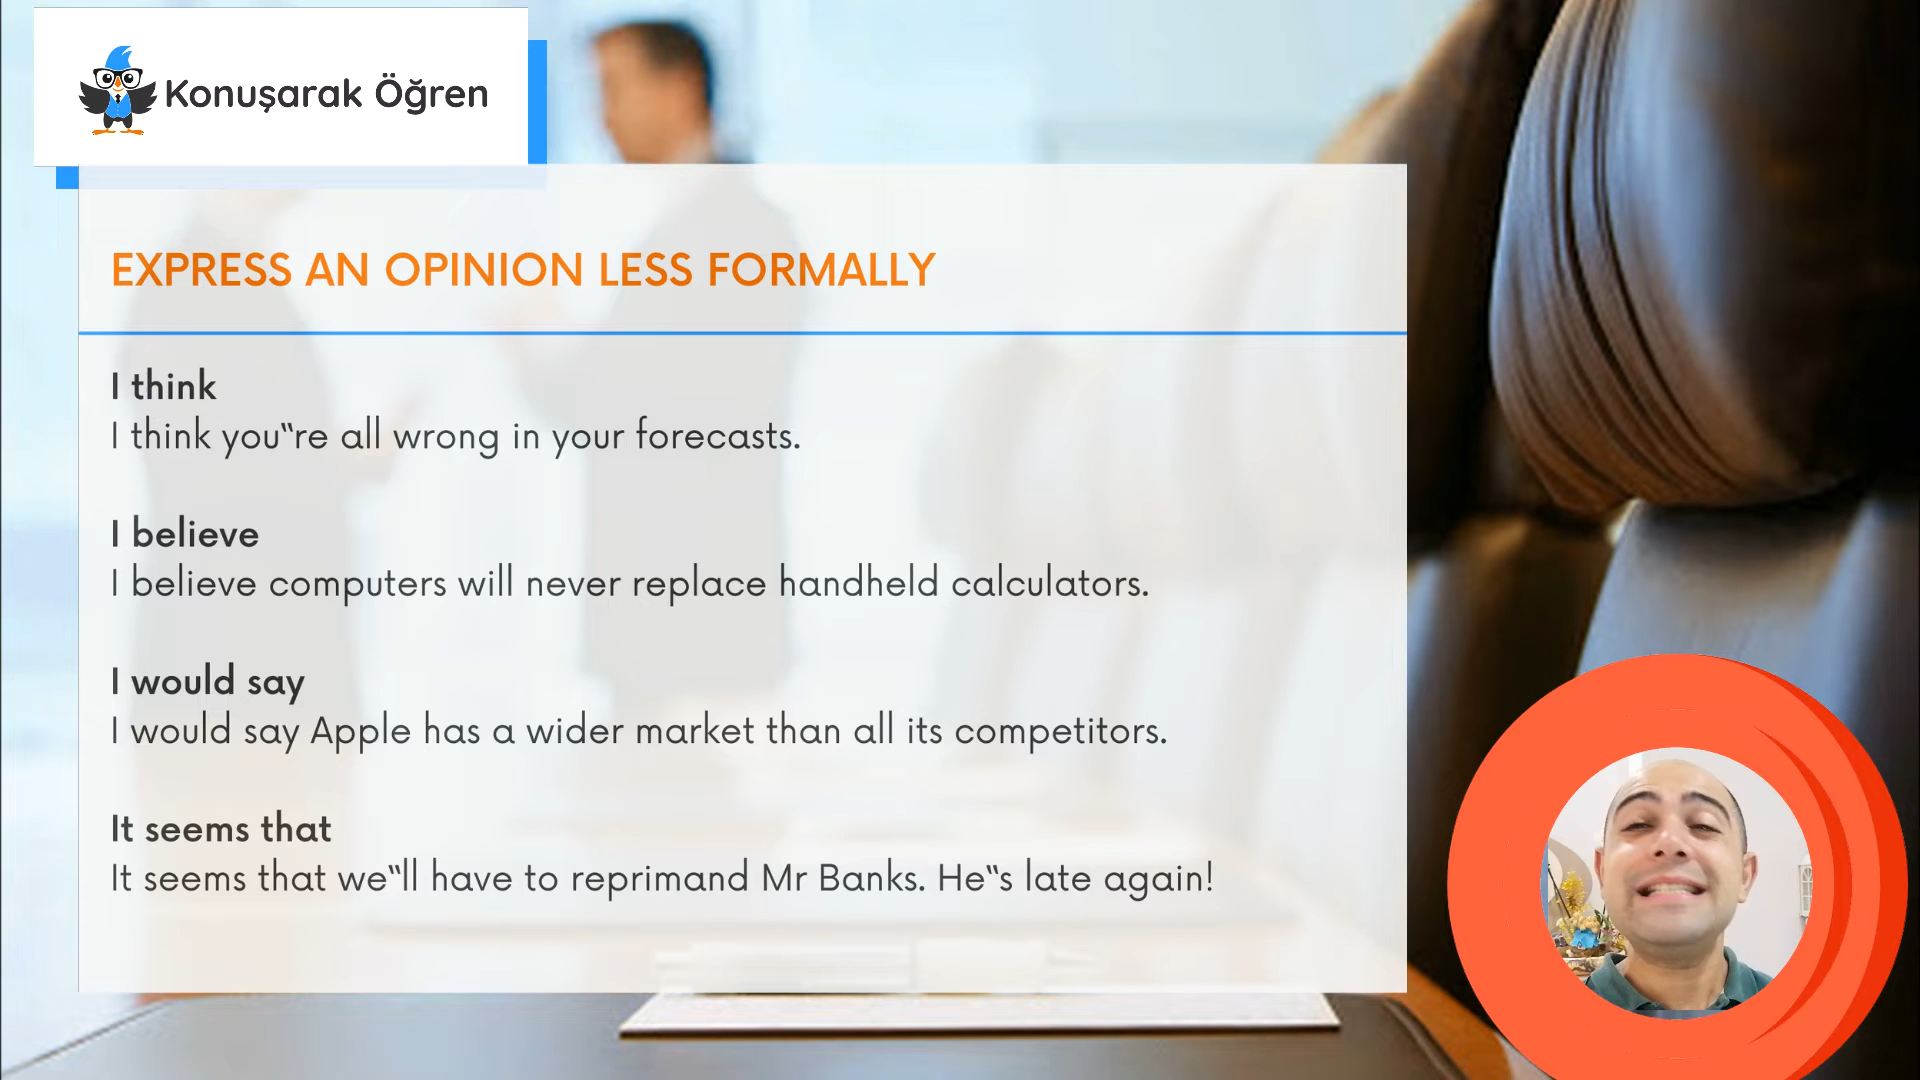 Konuşarak Öğren
EXPRESS AN OPINION LESS FORMALLY
I think
I think you‟re all wrong in your forecasts.
I believe
I believe computers will never replace handheld calculators.
I would say
I would say Apple has a wider market than all its competitors.
It seems that
It seems that we‟ll have to reprimand Mr Banks. He‟s late again!